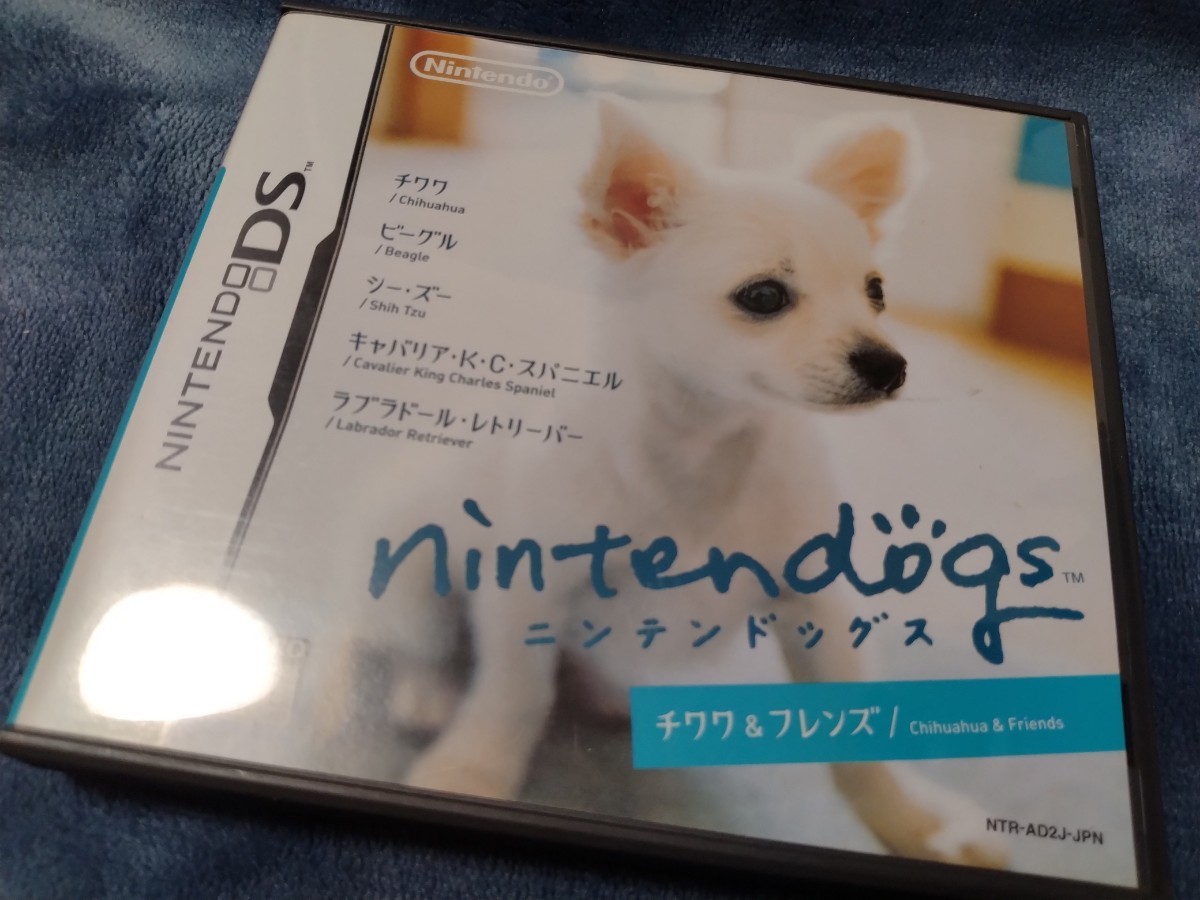 Nintendo
NINTENDO DS™
チワワ
/ Chihuahua
ビーグル
/ Beagle
シー・ズー
/ Shih Tzu
キャバリア・K・C・スパニエル
/ Cavalier King Charles Spaniel
ラブラドール・レトリーバー
/ Labrador Retriever
nintendogs™
ニンテンドッグス
チワワ & フレンズ / Chihuahua & Friends
NTR-AD2J-JPN